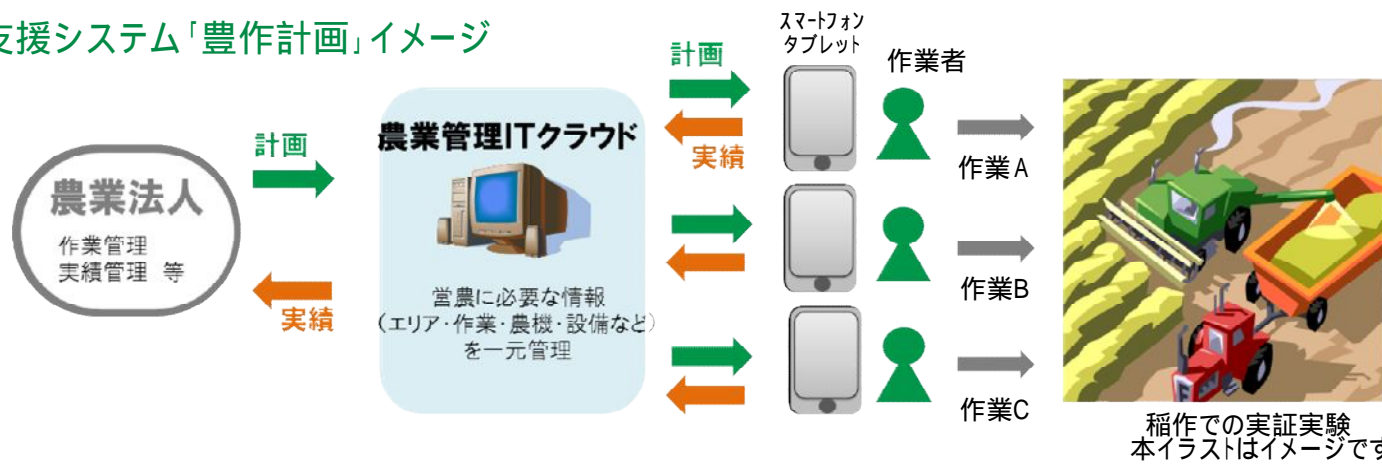 支援システム「豊作計画」イメージ
農業法人
作業管理
実績管理 等
計画
実績
農業管理ITクラウド
営農に必要な情報
（エリア・作業・農機・設備など）
を一元管理
計画
実績
スマートフォン
タブレット
作業者
作業A
作業B
作業C
稲作での実証実験
本イラストはイメージです